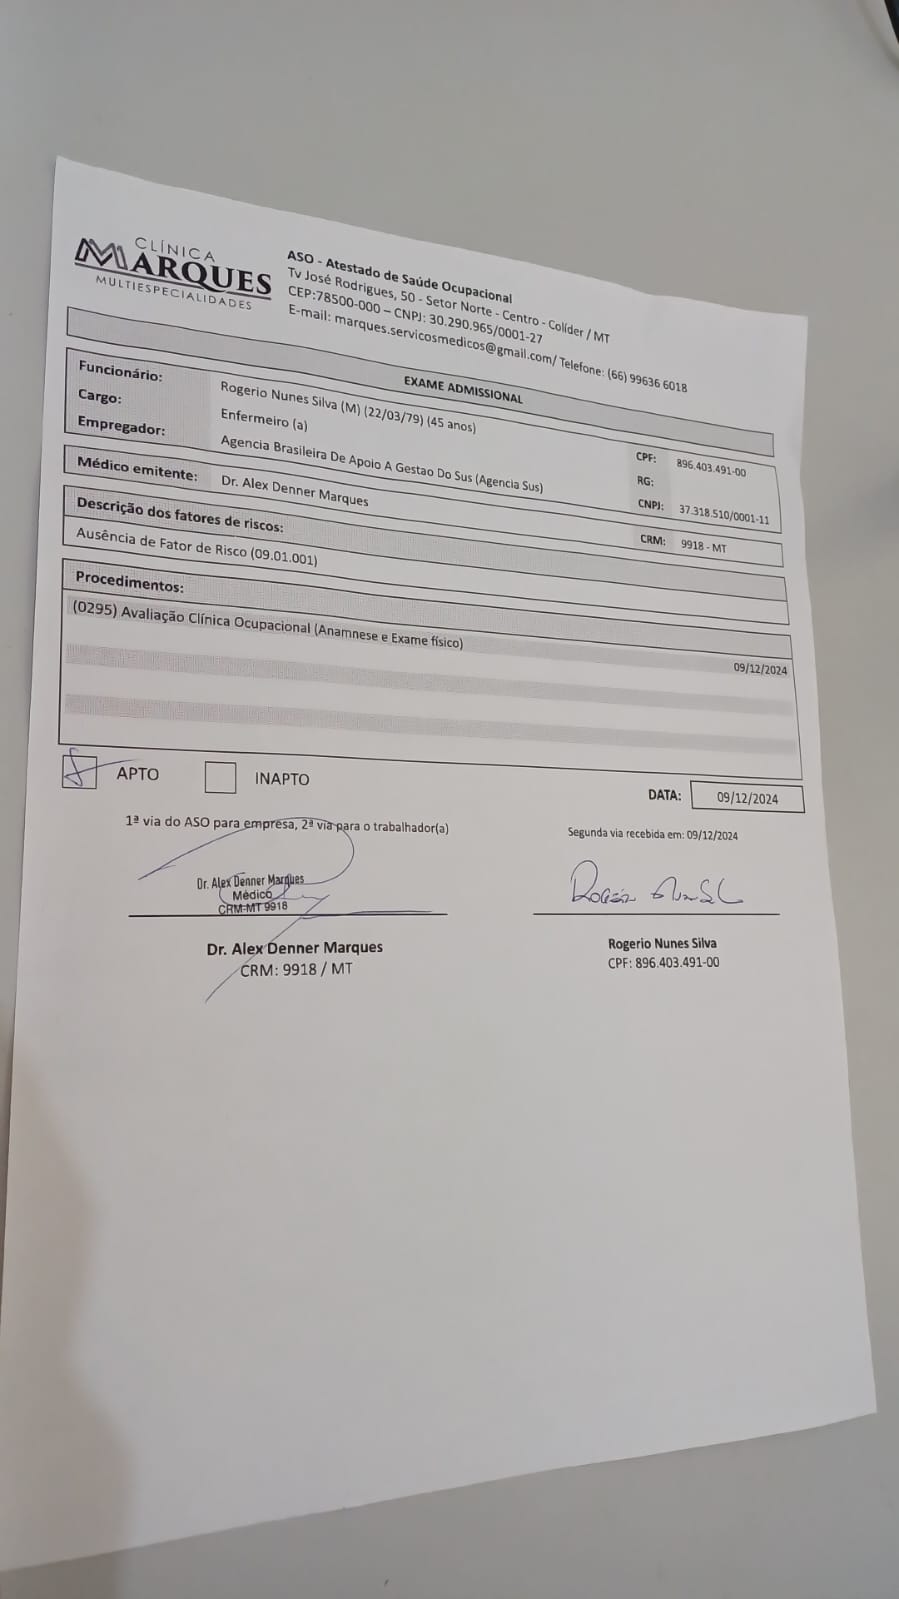 CLÍNICA
MARQUES
MULTIESPECIALIDADES
ASO - Atestado de Saúde Ocupacional
Tv José Rodrigues, 50 - Setor Norte - Centro - Colíder / MT
CEP:78500-000 – CNPJ: 30.290.965/0001-27
E-mail: marques.servicosmedicos@gmail.com/ Telefone: (66) 99636 6018
EXAME ADMISSIONAL
Funcionário: Rogerio Nunes Silva (M) (22/03/79) (45 anos) CPF: 896.403.491-00
Cargo: Enfermeiro (a) RG:
Empregador: Agencia Brasileira De Apoio A Gestao Do Sus (Agencia Sus) CNPJ: 37.318.510/0001-11
Médico emitente: Dr. Alex Denner Marques CRM: 9918 - MT
Descrição dos fatores de riscos:
Ausência de Fator de Risco (09.01.001)
Procedimentos:
(0295) Avaliação Clínica Ocupacional (Anamnese e Exame físico) 09/12/2024
APTO INAPTO DATA: 09/12/2024
1ª via do ASO para empresa, 2ª via para o trabalhador(a) Segunda via recebida em: 09/12/2024
Dr. Alex Denner Marques
Médico
CRM-MT 9918
Dr. Alex Denner Marques
CRM: 9918 / MT
Rogerio Nunes Silva
CPF: 896.403.491-00